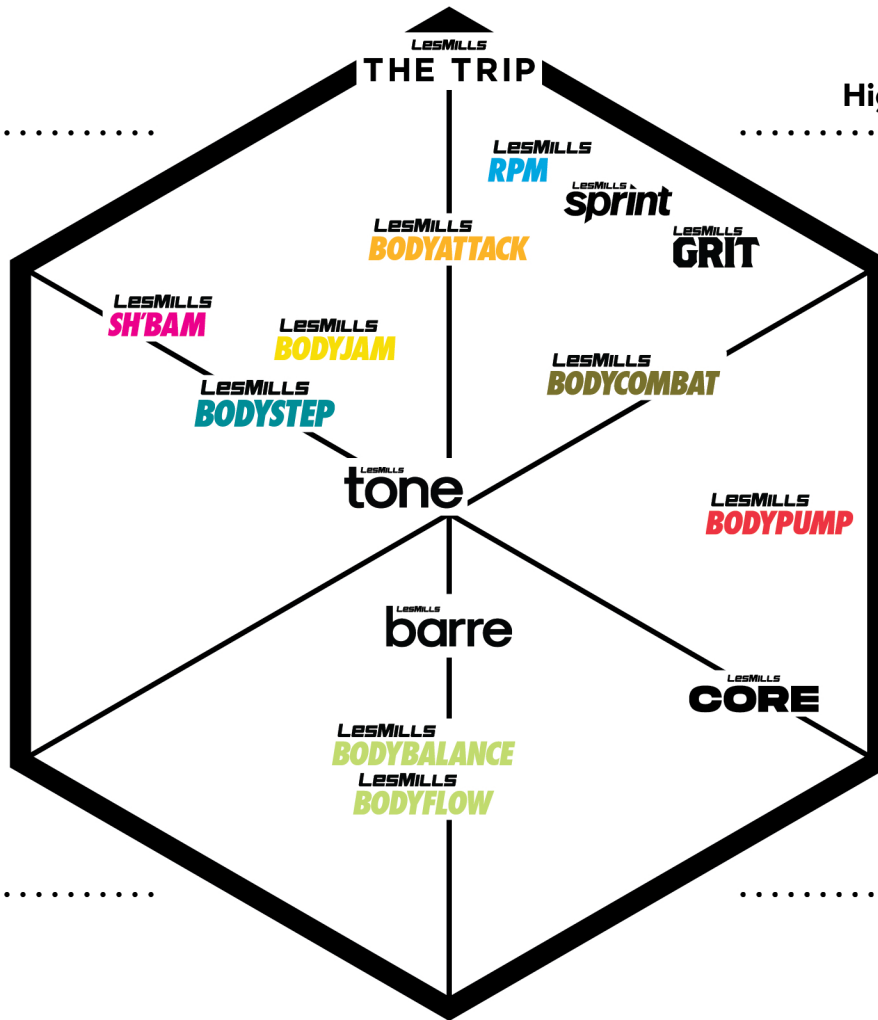 LESMILLS
THE TRIP
Hig
LESMILLS
RPM
LESMILLS
sprint
LESMILLS
BODYATTACK
LESMILLS
GRIT
LESMILLS
SH'BAM
LESMILLS
BODYJAM
LESMILLS
BODYCOMBAT
LESMILLS
BODYSTEP
LESMILLS
tone
LESMILLS
BODYPUMP
LESMILLS
barre
LESMILLS
CORE
LESMILLS
BODYBALANCE
LESMILLS
BODYFLOW